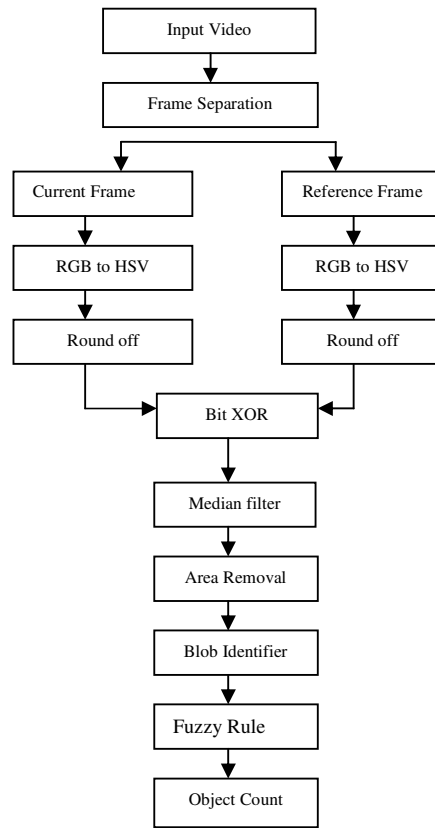 Input Video
Frame Separation
Current Frame
Reference Frame
RGB to HSV
RGB to HSV
Round off
Round off
Bit XOR
Median filter
Area Removal
Blob Identifier
Fuzzy Rule
Object Count